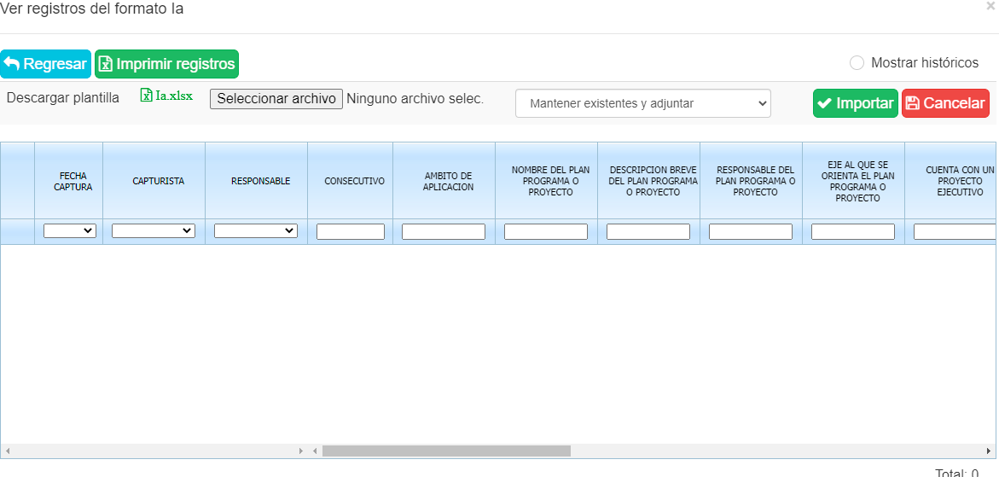 Ver registros del formato Ia
×
Regresar Imprimir registros Mostrar históricos
Descargar plantilla Ia.xlsx Seleccionar archivo Ninguno archivo selec. Mantener existentes y adjuntar Importar Cancelar
FECHA
CAPTURA
CAPTURISTA
RESPONSABLE
CONSECUTIVO
AMBITO DE
APLICACION
NOMBRE DEL PLAN
PROGRAMA O
PROYECTO
DESCRIPCION BREVE
DEL PLAN PROGRAMA
O PROYECTO
RESPONSABLE DEL
PLAN PROGRAMA O
PROYECTO
EJE AL QUE SE
ORIENTA EL PLAN
PROGRAMA O
PROYECTO
CUENTA CON UN
PROYECTO
EJECUTIVO
Total: 0